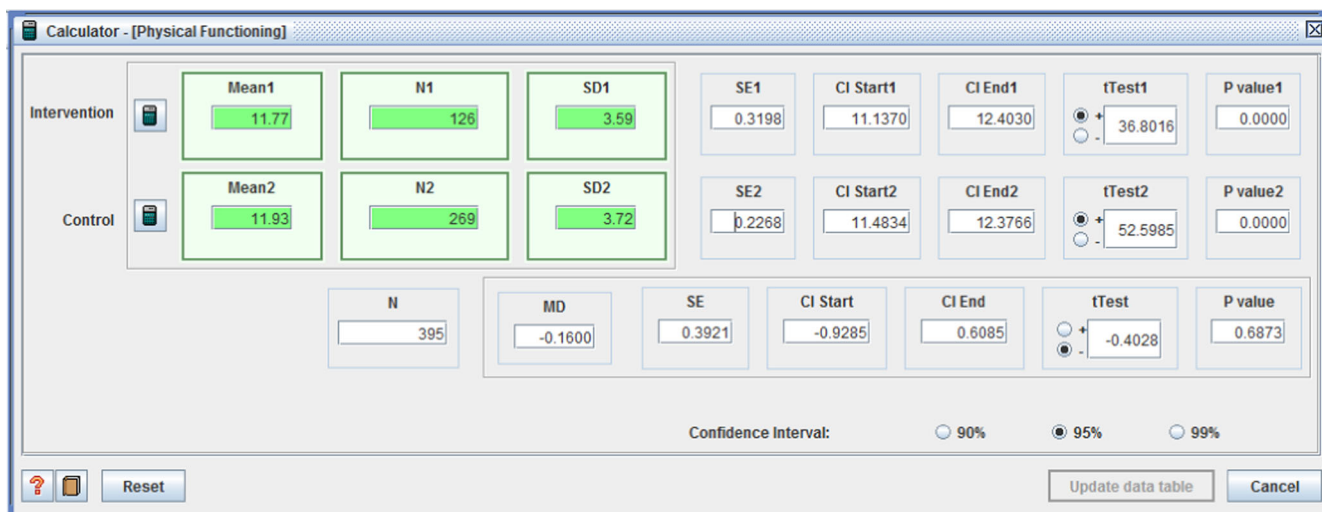 Calculator - [Physical Functioning]
Mean1 N1 SD1 SE1 CI Start1 CI End1 tTest1 P value1
Intervention 11.77 126 3.59 0.3198 11.1370 12.4030 + - 36.8016 0.0000
Mean2 N2 SD2 SE2 CI Start2 CI End2 tTest2 P value2
Control 11.93 269 3.72 0.2268 11.4834 12.3766 + - 52.5985 0.0000
N MD SE CI Start CI End tTest P value
395 -0.1600 0.3921 -0.9285 0.6085 + - -0.4028 0.6873
Confidence Interval: 90% 95% 99%
? Reset Update data table Cancel